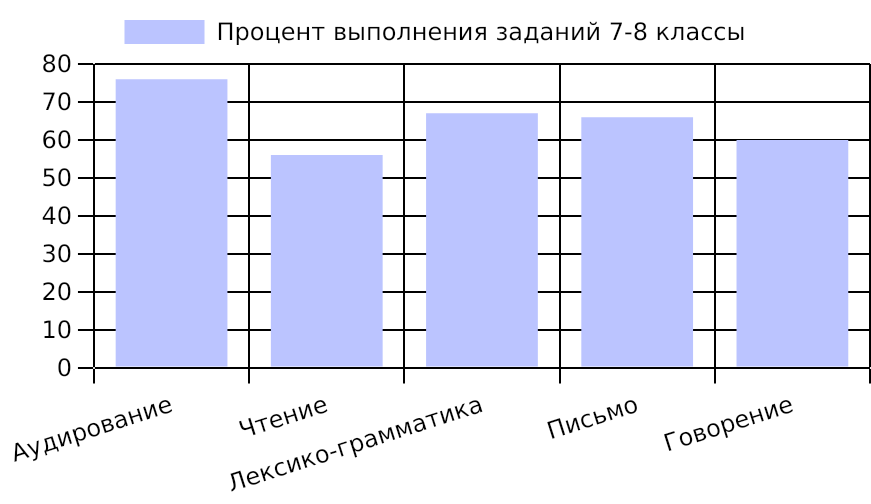 Процент выполнения заданий 7-8 классы
80
70
60
50
40
30
20
10
0
Аудирование
Чтение
Лексико-грамматика
Письмо
Говорение